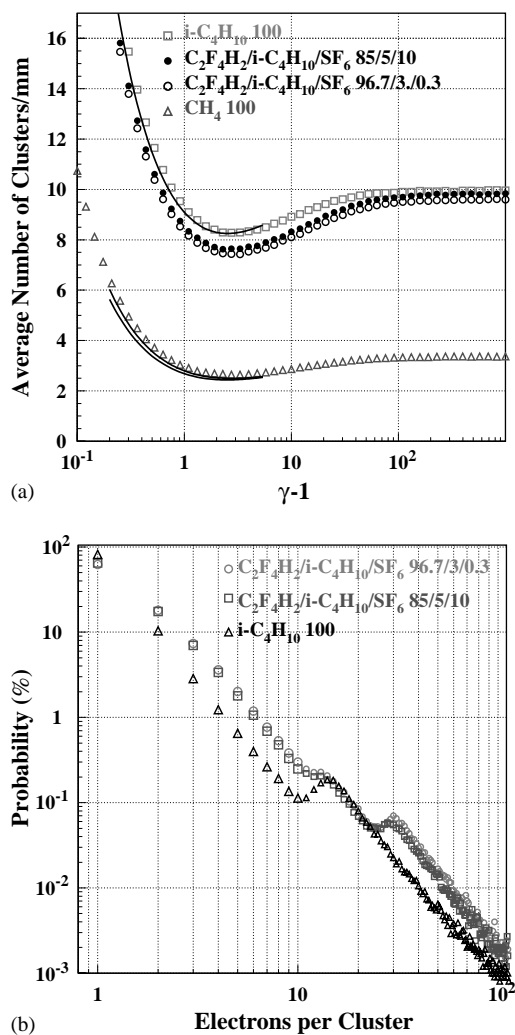 Average Number of Clusters/mm
16
14
12
10
8
6
4
2
0
i-C₄H₁₀ 100
C₂F₄H₂/i-C₄H₁₀/SF₆ 85/5/10
C₂F₄H₂/i-C₄H₁₀/SF₆ 96.7/3./0.3
CH₄ 100
10⁻¹ 1 10 10²
(a)
γ-1
Probability (%)
10²
10
1
10⁻¹
10⁻²
10⁻³
C₂F₄H₂/i-C₄H₁₀/SF₆ 96.7/3/0.3
C₂F₄H₂/i-C₄H₁₀/SF₆ 85/5/10
i-C₄H₁₀ 100
1 10 10²
(b)
Electrons per Cluster